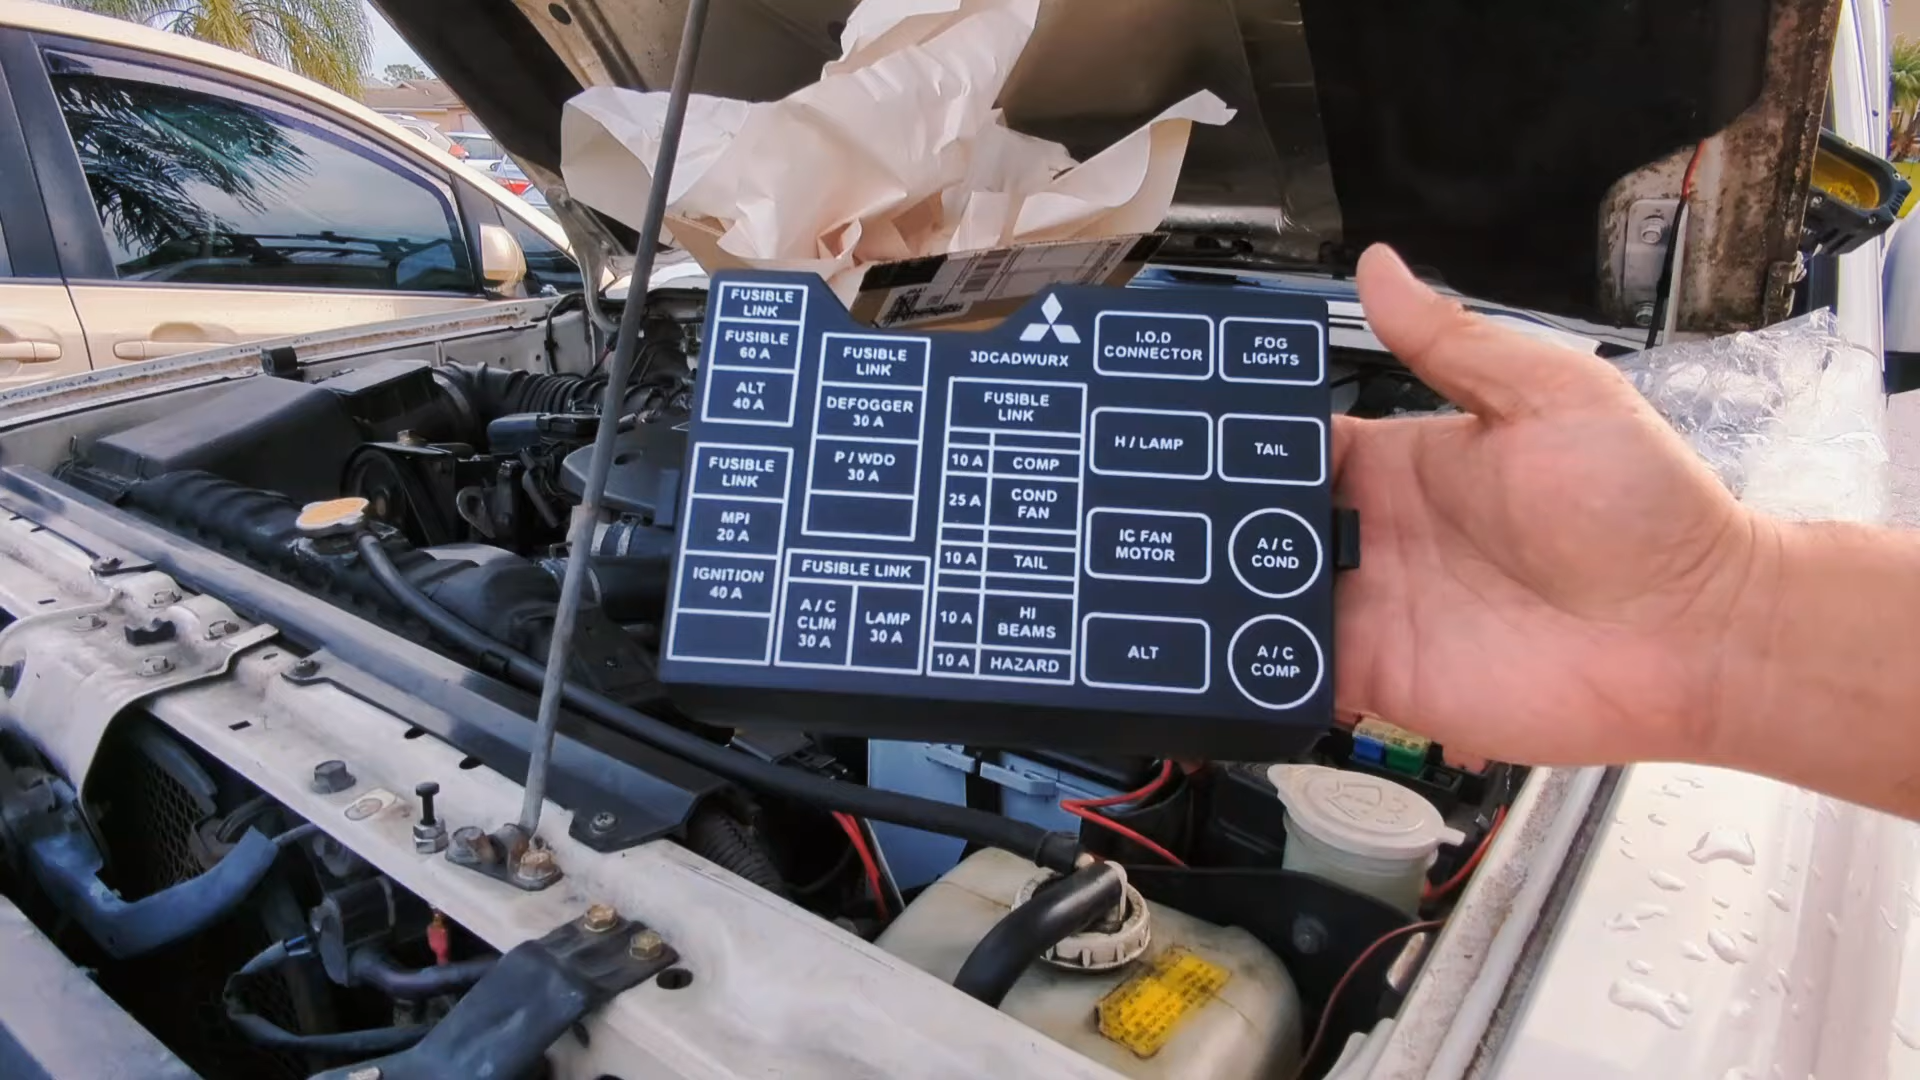 FUSIBLE
LINK
FUSIBLE
60 A
ALT
40 A
FUSIBLE
LINK
MPI
20 A
IGNITION
40 A
FUSIBLE
LINK
DEFOGGER
30 A
P / WDO
30 A
FUSIBLE LINK
A / C
CLIM
30 A
LAMP
30 A
3DCADWURX
FUSIBLE
LINK
10 A COMP
25 A COND
FAN
10 A TAIL
10 A HI
BEAMS
10 A HAZARD
I.O.D
CONNECTOR
FOG
LIGHTS
H / LAMP
TAIL
IC FAN
MOTOR
A / C
COND
ALT
A / C
COMP